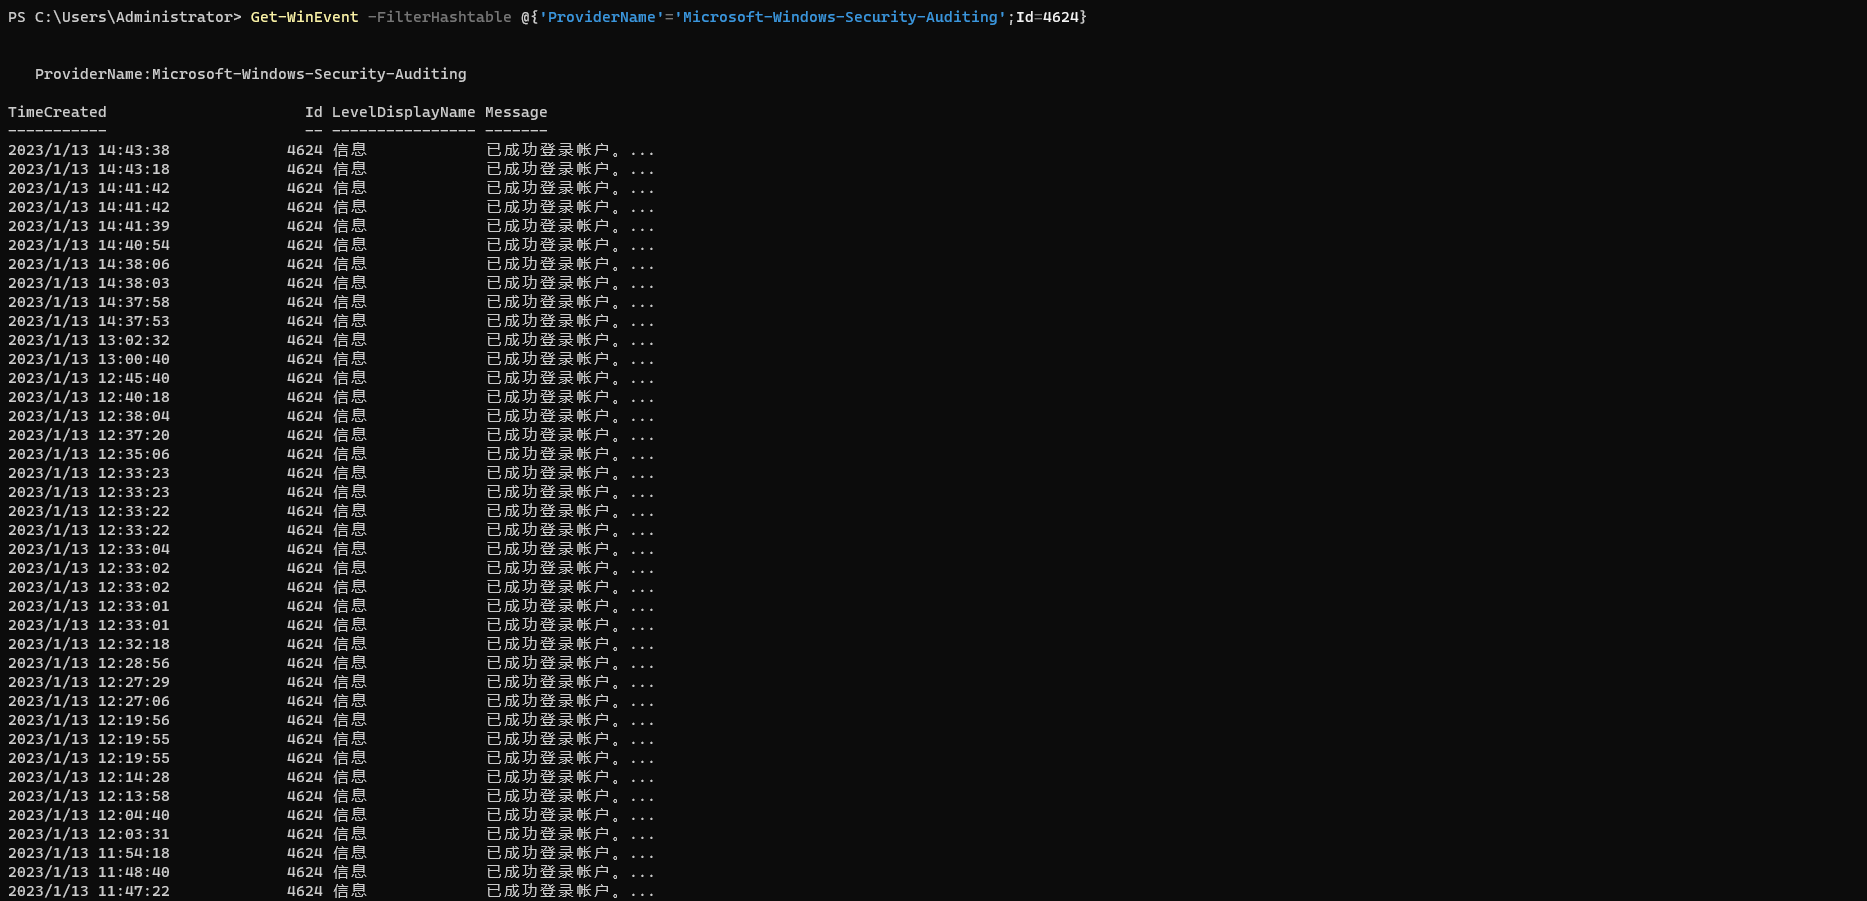 PS C:\Users\Administrator> Get-WinEvent -FilterHashtable @{'ProviderName'='Microsoft-Windows-Security-Auditing';Id=4624}
ProviderName:Microsoft-Windows-Security-Auditing
TimeCreated Id LevelDisplayName Message
----------- -- ---------------- -------
2023/1/13 14:43:38 4624 信息 已成功登录帐户。...
2023/1/13 14:43:18 4624 信息 已成功登录帐户。...
2023/1/13 14:41:42 4624 信息 已成功登录帐户。...
2023/1/13 14:41:42 4624 信息 已成功登录帐户。...
2023/1/13 14:41:39 4624 信息 已成功登录帐户。...
2023/1/13 14:40:54 4624 信息 已成功登录帐户。...
2023/1/13 14:38:06 4624 信息 已成功登录帐户。...
2023/1/13 14:38:03 4624 信息 已成功登录帐户。...
2023/1/13 14:37:58 4624 信息 已成功登录帐户。...
2023/1/13 14:37:53 4624 信息 已成功登录帐户。...
2023/1/13 13:02:32 4624 信息 已成功登录帐户。...
2023/1/13 13:00:40 4624 信息 已成功登录帐户。...
2023/1/13 12:45:40 4624 信息 已成功登录帐户。...
2023/1/13 12:40:18 4624 信息 已成功登录帐户。...
2023/1/13 12:38:04 4624 信息 已成功登录帐户。...
2023/1/13 12:37:20 4624 信息 已成功登录帐户。...
2023/1/13 12:35:06 4624 信息 已成功登录帐户。...
2023/1/13 12:33:23 4624 信息 已成功登录帐户。...
2023/1/13 12:33:23 4624 信息 已成功登录帐户。...
2023/1/13 12:33:22 4624 信息 已成功登录帐户。...
2023/1/13 12:33:22 4624 信息 已成功登录帐户。...
2023/1/13 12:33:04 4624 信息 已成功登录帐户。...
2023/1/13 12:33:02 4624 信息 已成功登录帐户。...
2023/1/13 12:33:02 4624 信息 已成功登录帐户。...
2023/1/13 12:33:01 4624 信息 已成功登录帐户。...
2023/1/13 12:33:01 4624 信息 已成功登录帐户。...
2023/1/13 12:32:18 4624 信息 已成功登录帐户。...
2023/1/13 12:28:56 4624 信息 已成功登录帐户。...
2023/1/13 12:27:29 4624 信息 已成功登录帐户。...
2023/1/13 12:27:06 4624 信息 已成功登录帐户。...
2023/1/13 12:19:56 4624 信息 已成功登录帐户。...
2023/1/13 12:19:55 4624 信息 已成功登录帐户。...
2023/1/13 12:19:55 4624 信息 已成功登录帐户。...
2023/1/13 12:14:28 4624 信息 已成功登录帐户。...
2023/1/13 12:13:58 4624 信息 已成功登录帐户。...
2023/1/13 12:04:40 4624 信息 已成功登录帐户。...
2023/1/13 12:03:31 4624 信息 已成功登录帐户。...
2023/1/13 11:54:18 4624 信息 已成功登录帐户。...
2023/1/13 11:48:40 4624 信息 已成功登录帐户。...
2023/1/13 11:47:22 4624 信息 已成功登录帐户。...